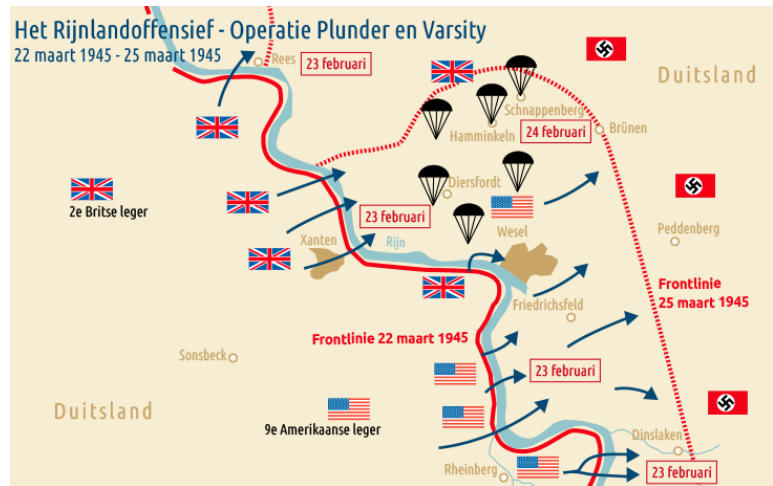 Het Rijnlandoffensief - Operatie Plunder en Varsity
22 maart 1945 - 25 maart 1945
Rees
23 februari
Duitsland
Schnappenberg
Hamminkeln
24 februari
Brünen
2e Britse leger
Diersfordt
23 februari
Xanten
Rijn
Wesel
Peddenberg
Frontlinie
25 maart 1945
Friedrichsfeld
Frontlinie 22 maart 1945
Sonsbeck
23 februari
Duitsland
9e Amerikaanse leger
Dinslaken
Rheinberg
23 februari